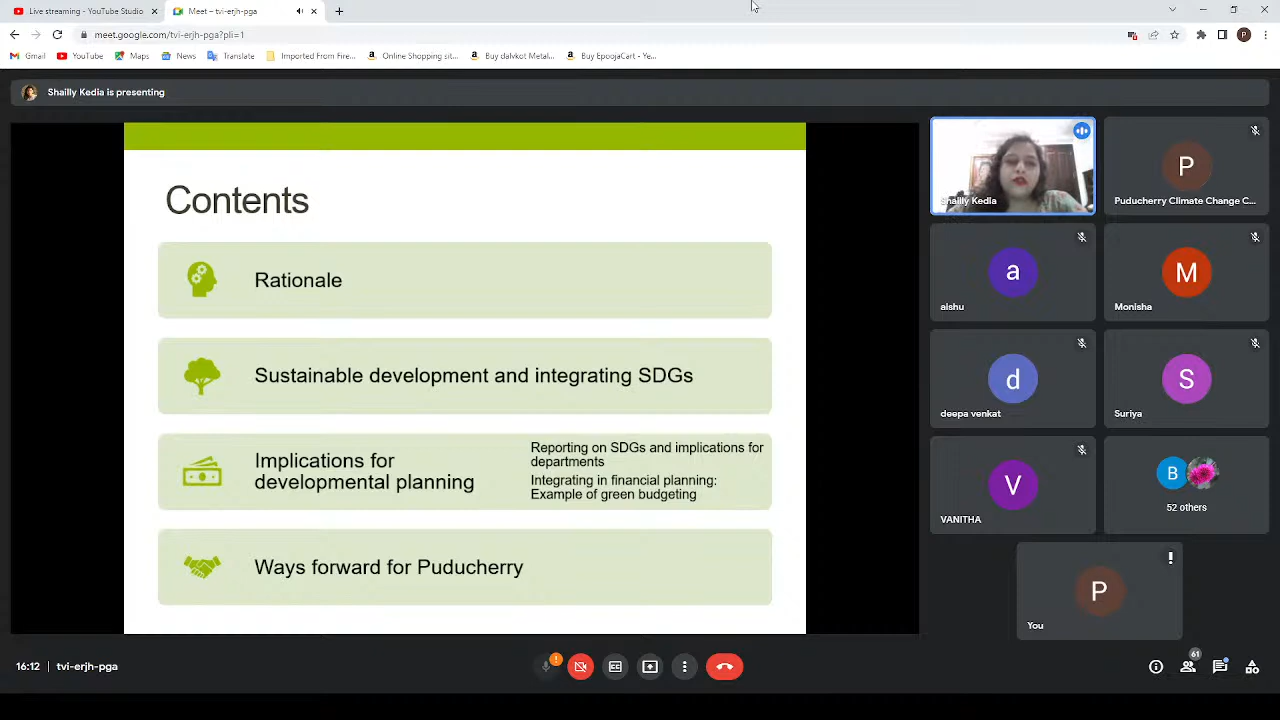 Live streaming - YouTube Studio
Meet – tvi-erjh-pga
meet.google.com/tvi-erjh-pga?pli=1
P
Gmail
YouTube
Maps
News
Translate
Imported From Fire...
Online Shopping sit...
Buy dalvkot Metal...
Buy EpoojaCart - Ye...
Shailly Kedia is presenting
Contents
Rationale
Sustainable development and integrating SDGs
Implications for
developmental planning
Reporting on SDGs and implications for
departments
Integrating in financial planning:
Example of green budgeting
Ways forward for Puducherry
Shailly Kedia
P
Puducherry Climate Change C...
a
aishu
M
Monisha
d
deepa venkat
S
Suriya
V
VANITHA
B
52 others
P
You
16:12 | tvi-erjh-pga
61